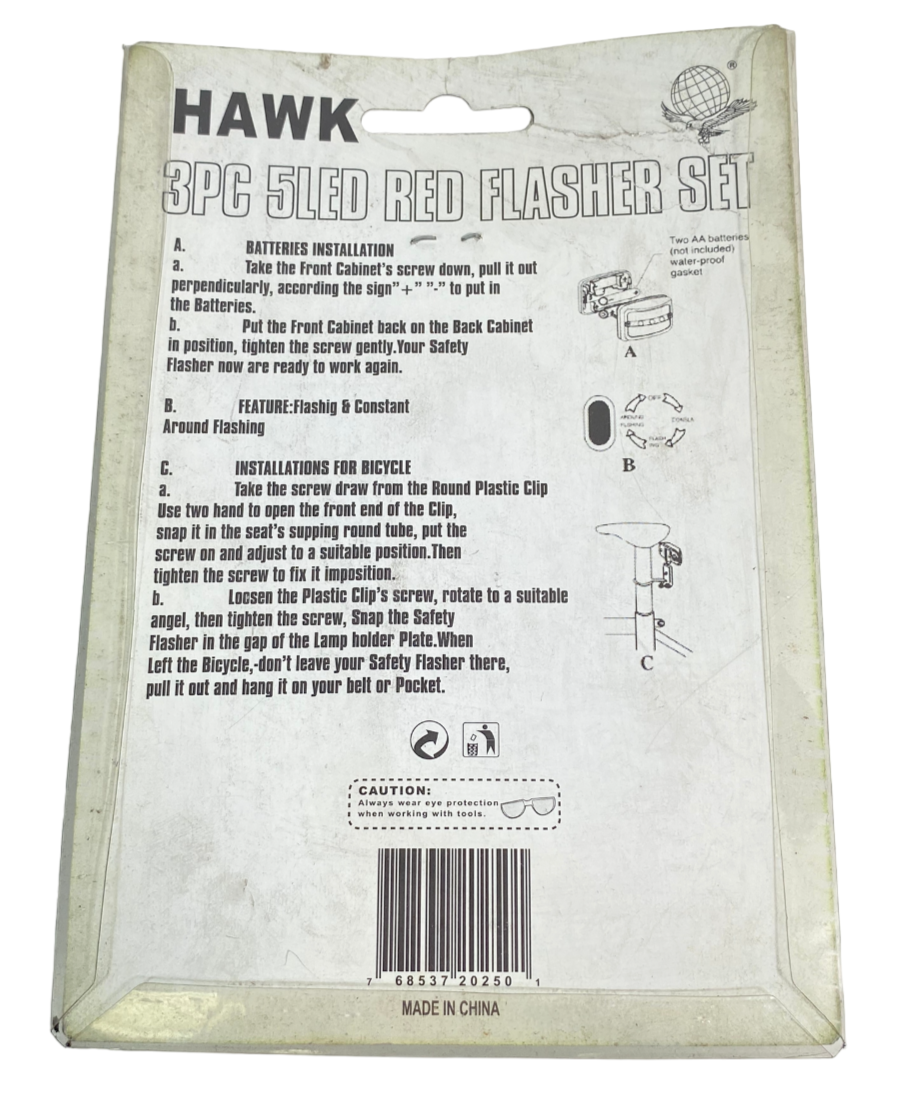 HAWK
®
3PC 5LED RED FLASHER SET
A. BATTERIES INSTALLATION
a. Take the Front Cabinet's screw down, pull it out
perpendicularly, according the sign"+" "-" to put in
the Batteries.
b. Put the Front Cabinet back on the Back Cabinet
in position, tighten the screw gently.Your Safety
Flasher now are ready to work again.
Two AA batteries
(not included)
water-proof
gasket
A
B. FEATURE:Flashig & Constant
Around Flashing
OFF
AROUND
FLASH
B
C. INSTALLATIONS FOR BICYCLE
a. Take the screw draw from the Round Plastic Clip
Use two hand to open the front end of the Clip,
snap it in the seat's supping round tube, put the
screw on and adjust to a suitable position.Then
tighten the screw to fix it imposition.
b. Locsen the Plastic Clip's screw, rotate to a suitable
angel, then tighten the screw, Snap the Safety
Flasher in the gap of the Lamp holder Plate.When
Left the Bicycle,-don't leave your Safety Flasher there,
pull it out and hang it on your belt or Pocket.
C
CAUTION:
Always wear eye protection
when working with tools.
7 68537 20250 1
MADE IN CHINA